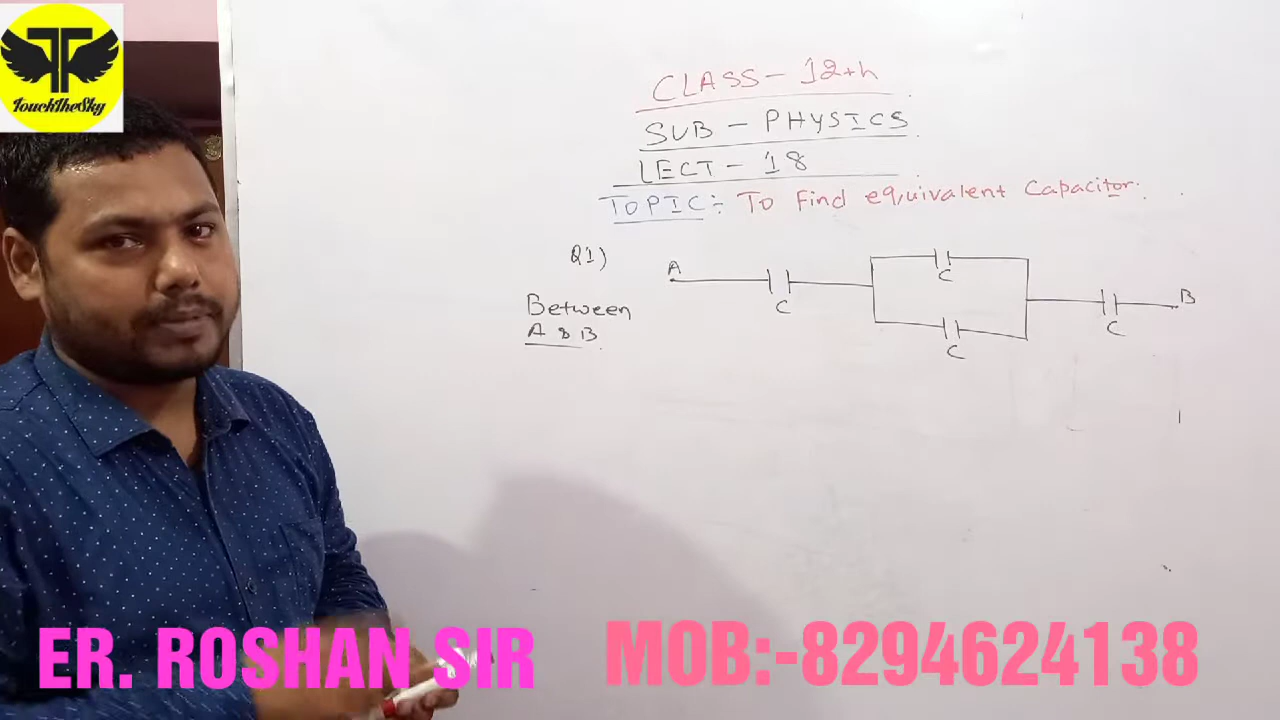 TouchTheSky
CLASS - 12th
SUB - PHYSICS
LECT - 18
TOPIC :- To Find equivalent Capacitor.
Q1)
Between
A & B
A
C
C
C
C
B
ER. ROSHAN SIR
MOB:-8294624138